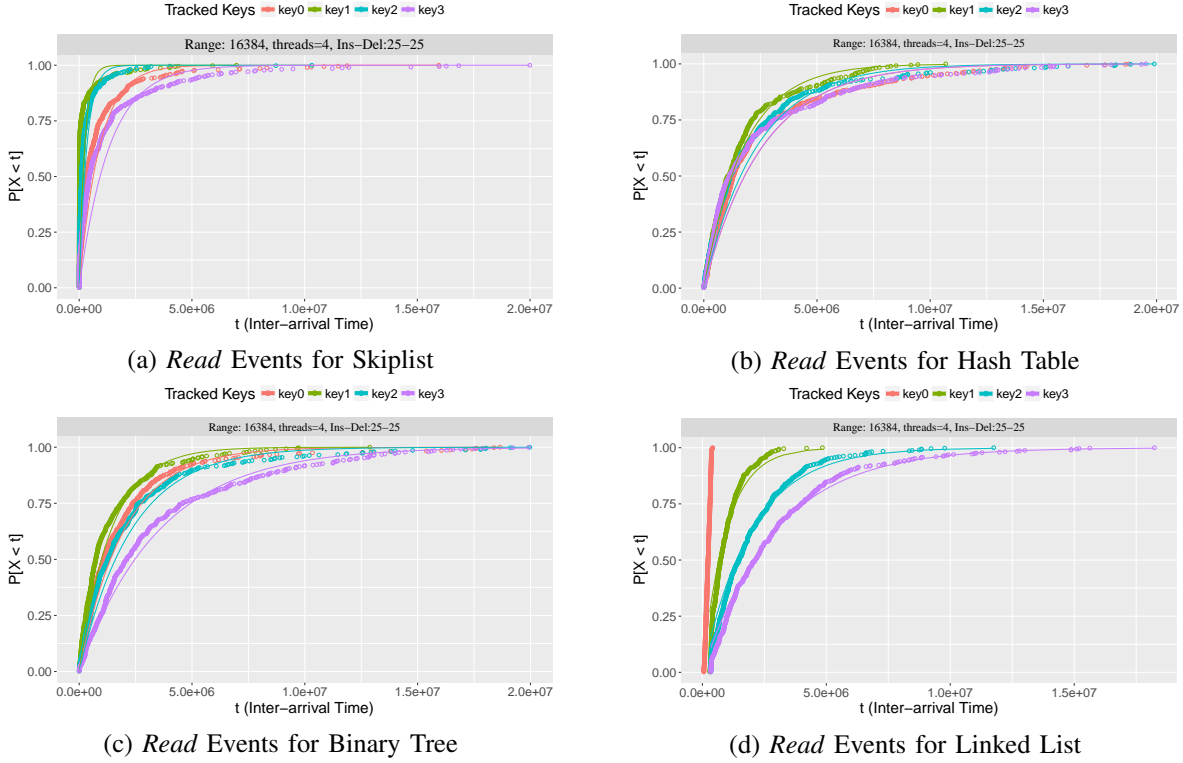 Tracked Keys key0 key1 key2 key3
Range: 16384, threads=4, Ins−Del:25−25
1.00
0.75
0.50
0.25
0.00
P[X < t]
0.0e+00 5.0e+06 1.0e+07 1.5e+07 2.0e+07
t (Inter−arrival Time)
(a) Read Events for Skiplist
Tracked Keys key0 key1 key2 key3
Range: 16384, threads=4, Ins−Del:25−25
1.00
0.75
0.50
0.25
0.00
P[X < t]
0.0e+00 5.0e+06 1.0e+07 1.5e+07 2.0e+07
t (Inter−arrival Time)
(b) Read Events for Hash Table
Tracked Keys key0 key1 key2 key3
Range: 16384, threads=4, Ins−Del:25−25
1.00
0.75
0.50
0.25
0.00
P[X < t]
0.0e+00 5.0e+06 1.0e+07 1.5e+07 2.0e+07
t (Inter−arrival Time)
(c) Read Events for Binary Tree
Tracked Keys key0 key1 key2 key3
Range: 16384, threads=4, Ins−Del:25−25
1.00
0.75
0.50
0.25
0.00
P[X < t]
0.0e+00 5.0e+06 1.0e+07 1.5e+07
t (Inter−arrival Time)
(d) Read Events for Linked List